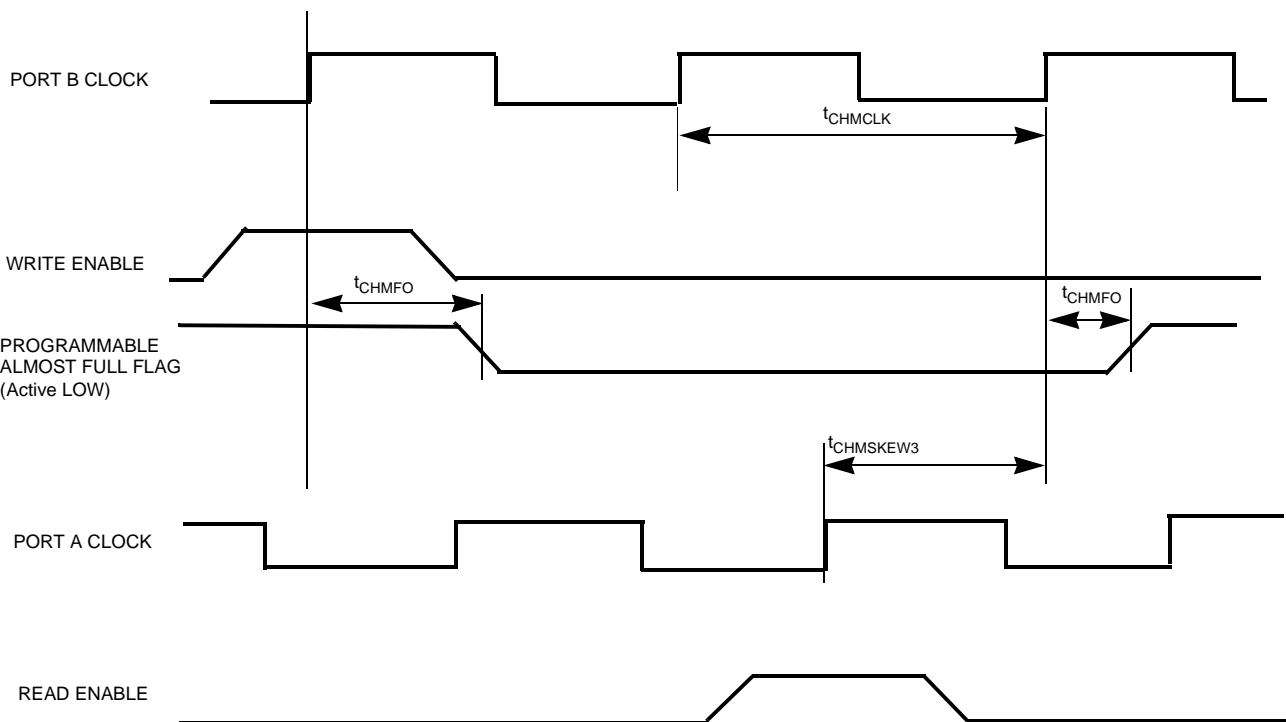 PORT B CLOCK
tCHMCLK
WRITE ENABLE
tCHMFO
tCHMFO
PROGRAMMABLE
ALMOST FULL FLAG
(Active LOW)
tCHMSKEW3
PORT A CLOCK
READ ENABLE